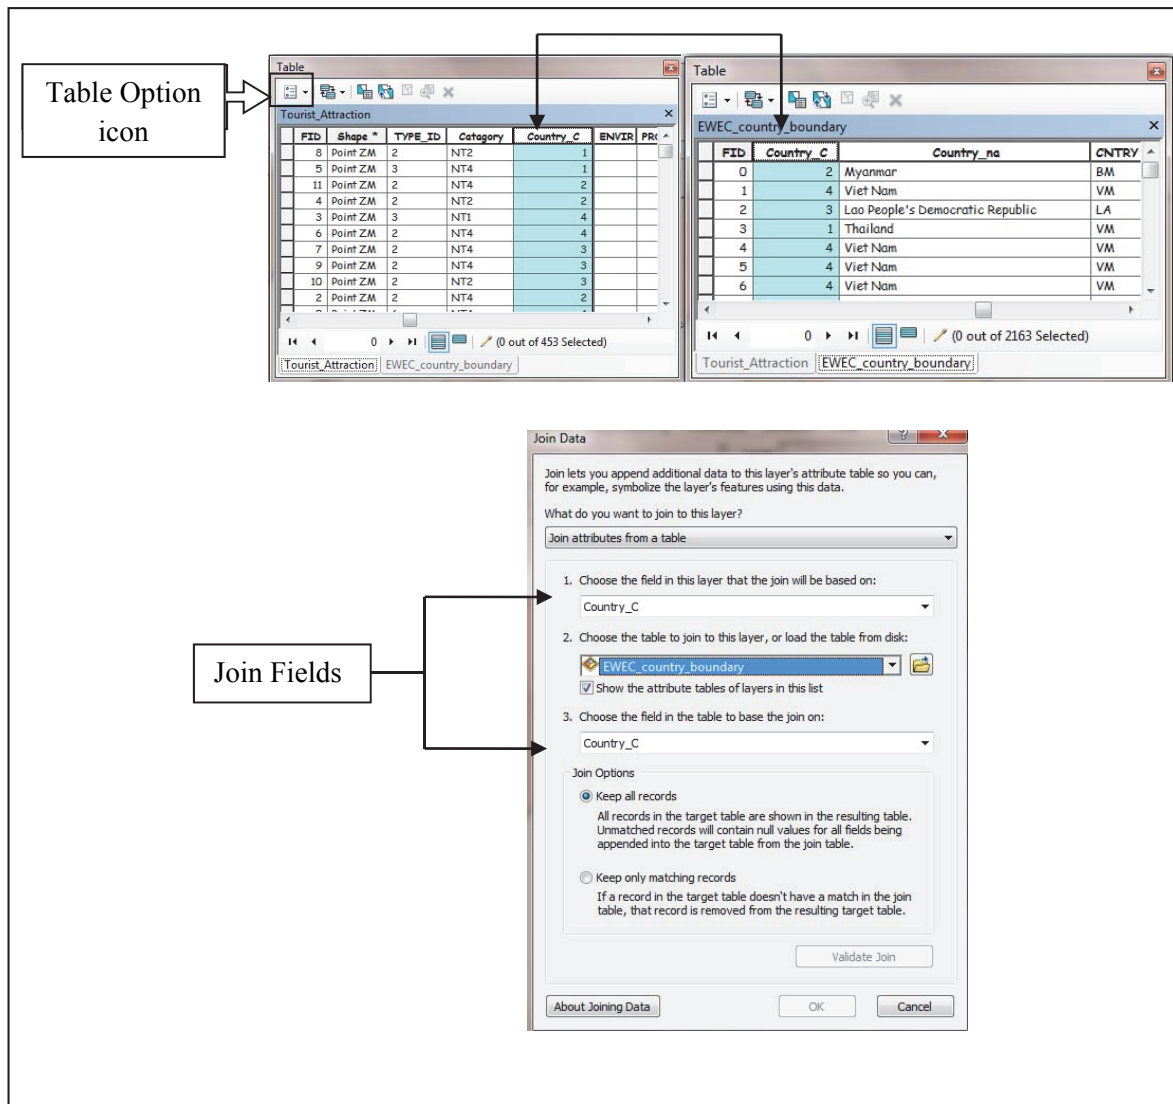 Table Option
icon
Table
Tourist_Attraction
FID Shape * TYPE_ID Catagory Country_C ENVIR PRO
8 Point ZM 2 NT2 1
5 Point ZM 3 NT4 1
11 Point ZM 2 NT4 2
4 Point ZM 2 NT2 2
3 Point ZM 3 NT1 4
6 Point ZM 2 NT4 4
7 Point ZM 2 NT4 3
9 Point ZM 2 NT4 3
10 Point ZM 2 NT2 3
2 Point ZM 2 NT4 2
0 (0 out of 453 Selected)
Tourist_Attraction EWEC_country_boundary
Table
EWEC_country_boundary
FID Country_C Country_na CNTRY
0 2 Myanmar BM
1 4 Viet Nam VM
2 3 Lao People's Democratic Republic LA
3 1 Thailand VM
4 4 Viet Nam VM
5 4 Viet Nam VM
6 4 Viet Nam VM
0 (0 out of 2163 Selected)
Tourist_Attraction EWEC_country_boundary
Join Fields
Join Data
Join lets you append additional data to this layer's attribute table so you can,
for example, symbolize the layer's features using this data.
What do you want to join to this layer?
Join attributes from a table
1. Choose the field in this layer that the join will be based on:
Country_C
2. Choose the table to join to this layer, or load the table from disk:
EWEC_country_boundary
Show the attribute tables of layers in this list
3. Choose the field in the table to base the join on:
Country_C
Join Options
Keep all records
All records in the target table are shown in the resulting table.
Unmatched records will contain null values for all fields being
appended into the target table from the join table.
Keep only matching records
If a record in the target table doesn't have a match in the join
table, that record is removed from the resulting target table.
Validate Join
About Joining Data OK Cancel